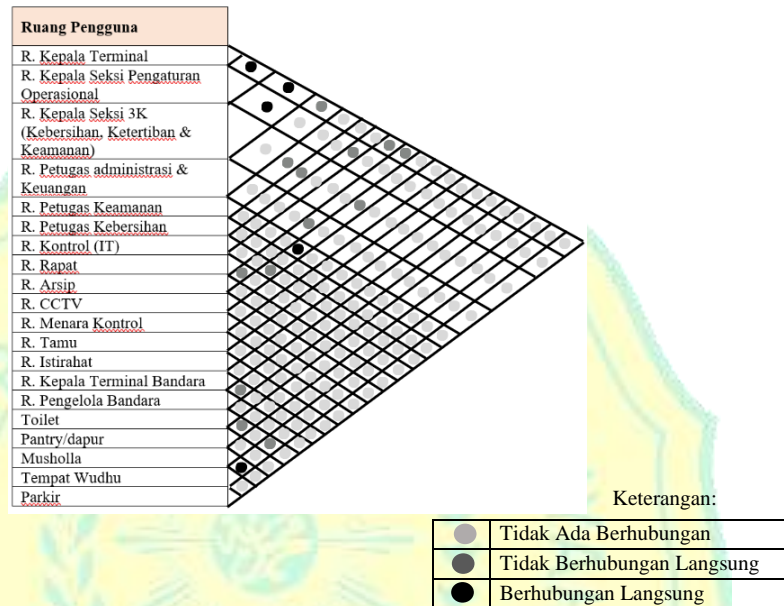 Ruang Pengguna
R. Kepala Terminal
R. Kepala Seksi Pengaturan
Operasional
R. Kepala Seksi 3K
(Kebersihan, Ketertiban &
Keamanan)
R. Petugas administrasi &
Keuangan
R. Petugas Keamanan
R. Petugas Kebersihan
R. Kontrol (IT)
R. Rapat
R. Arsip
R. CCTV
R. Menara Kontrol
R. Tamu
R. Istirahat
R. Kepala Terminal Bandara
R. Pengelola Bandara
Toilet
Pantry/dapur
Musholla
Tempat Wudhu
Parkir
Keterangan:
Tidak Ada Berhubungan
Tidak Berhubungan Langsung
Berhubungan Langsung